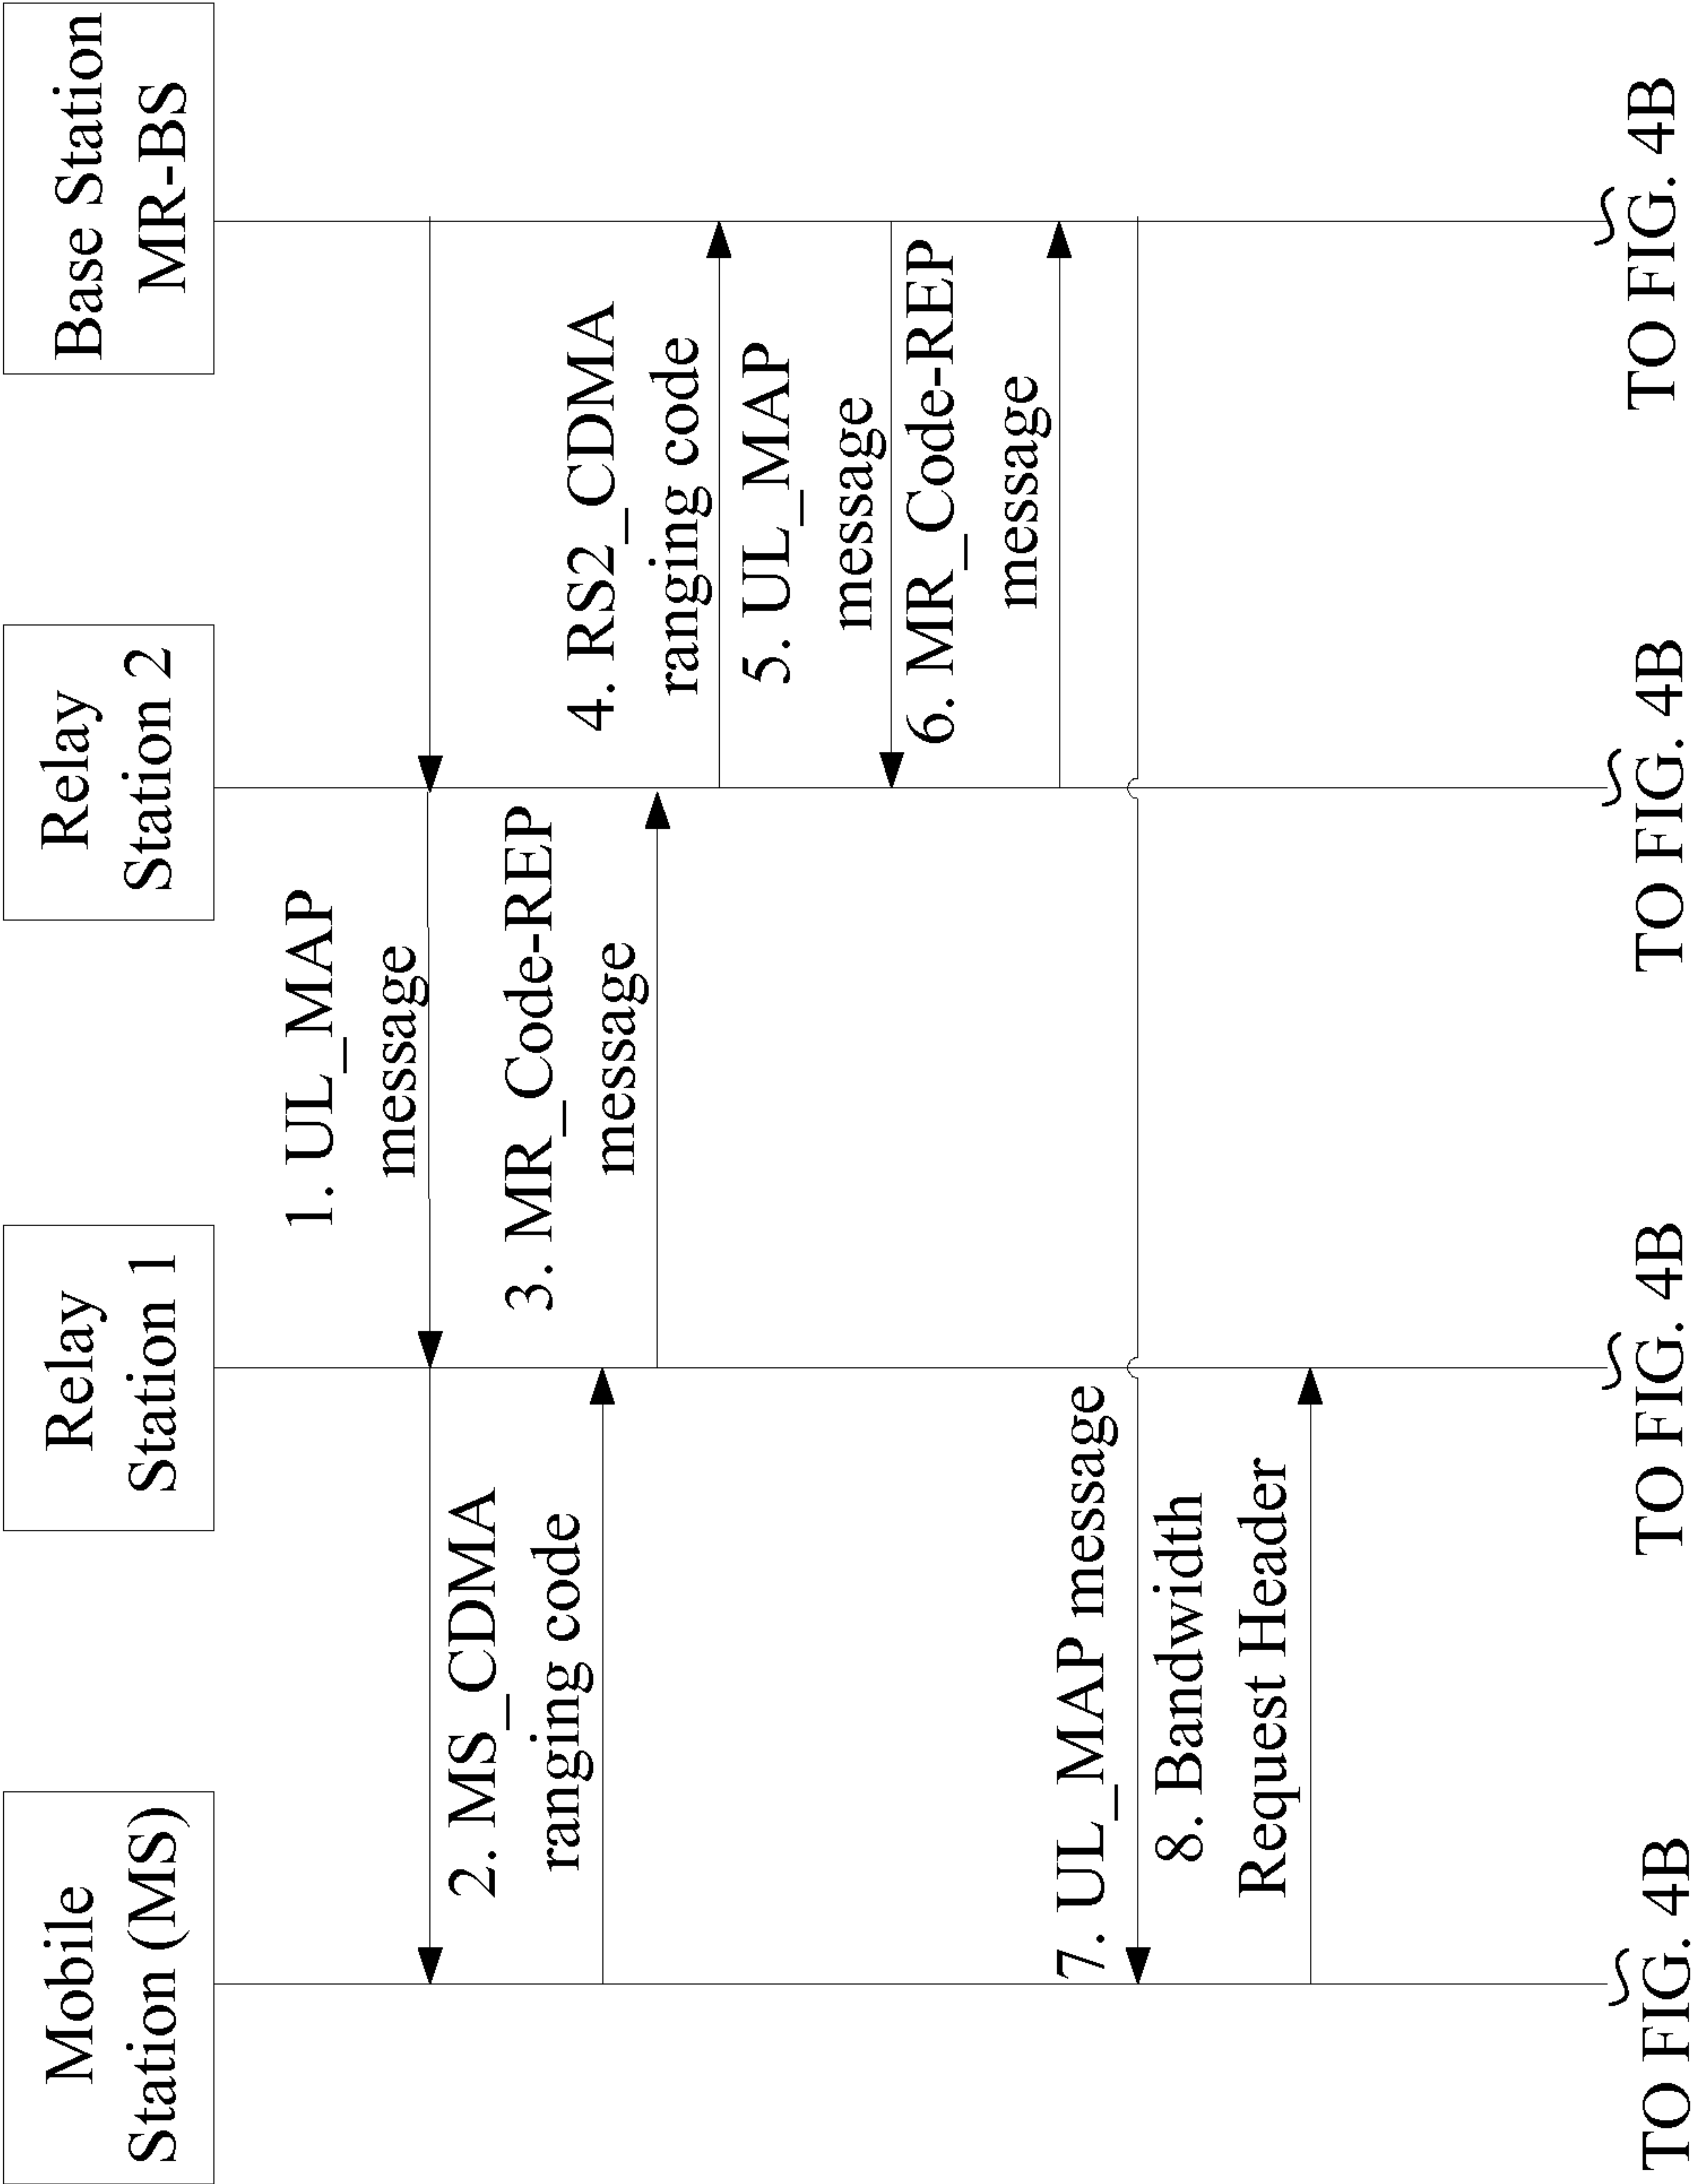 Mobile
Station (MS)
Relay
Station 1
Relay
Station 2
Base Station
MR-BS
1. UL_MAP
message
2. MS_CDMA
ranging code
3. MR_Code-REP
message
4. RS2_CDMA
ranging code
5. UL_MAP
message
6. MR_Code-REP
message
7. UL_MAP message
8. Bandwidth
Request Header
TO FIG. 4B
TO FIG. 4B
TO FIG. 4B
TO FIG. 4B